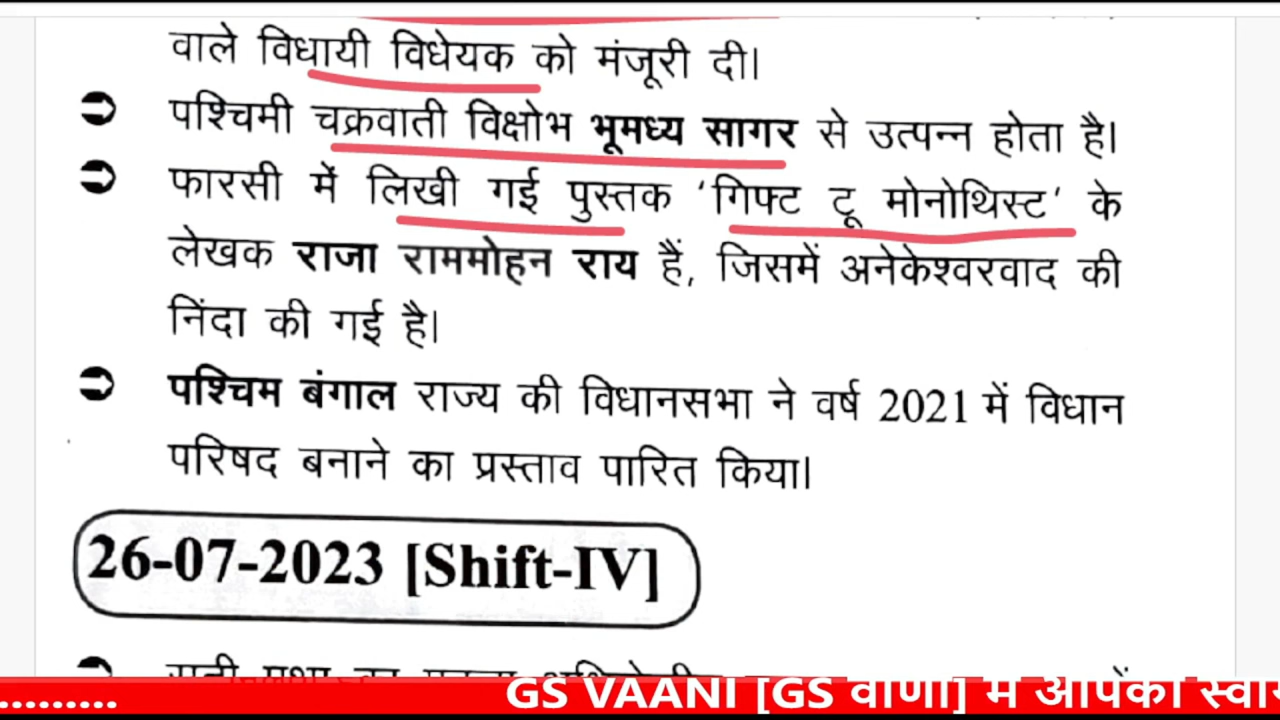 वाले विधायी विधेयक को मंजूरी दी।
➲ पश्चिमी चक्रवाती विक्षोभ भूमध्य सागर से उत्पन्न होता है।
➲ फारसी में लिखी गई पुस्तक ‘गिफ्ट टू मोनोथिस्ट’ के
लेखक राजा राममोहन राय हैं, जिसमें अनेकेश्वरवाद की
निंदा की गई है।
➲ पश्चिम बंगाल राज्य की विधानसभा ने वर्ष 2021 में विधान
परिषद बनाने का प्रस्ताव पारित किया।
26-07-2023 [Shift-IV]
.......... GS VAANI [GS वाणी] में आपका